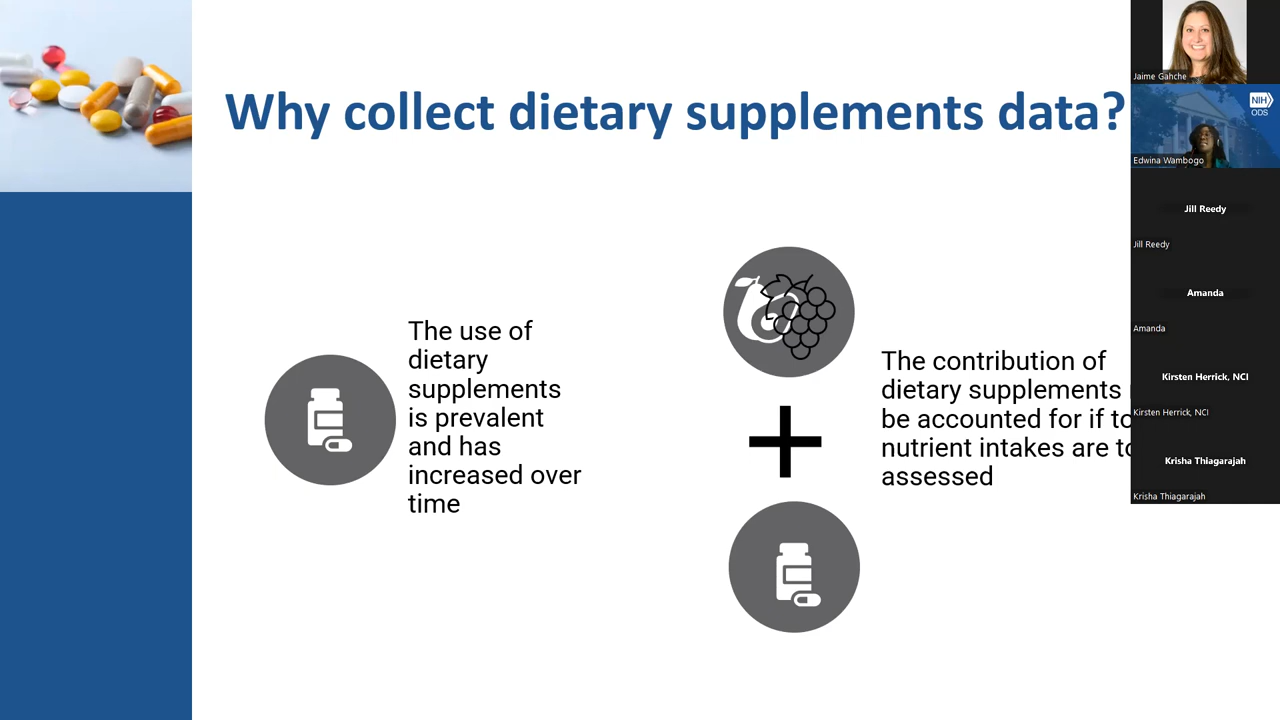 Why collect dietary supplements data?
The use of
dietary
supplements
is prevalent
and has
increased over
time
The contribution of
dietary supplements
be accounted for if
nutrient intakes are
assessed
Jaime Gahche
NIH
ODS
Edwina Wambogo
Jill Reedy
Jill Reedy
Amanda
Amanda
Kirsten Herrick, NCI
Kirsten Herrick, NCI
Krisha Thiagarajah
Krisha Thiagarajah